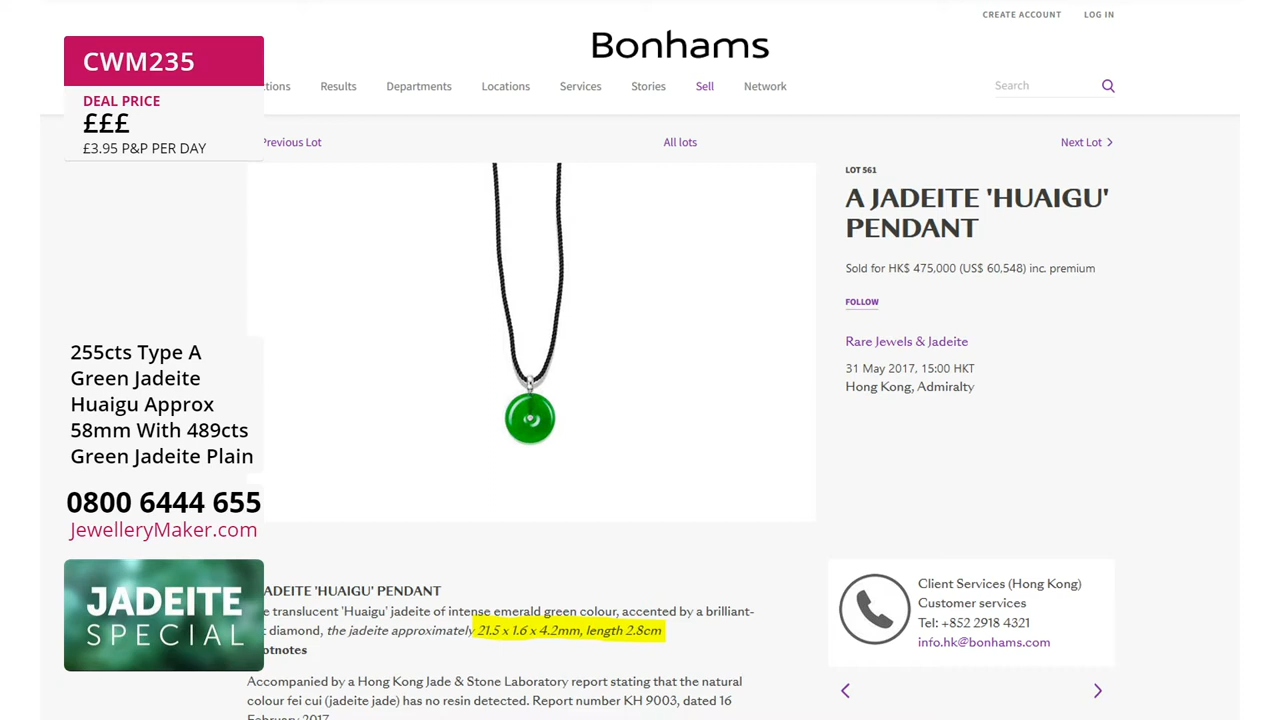 CREATE ACCOUNT LOG IN
Bonhams
CWM235
DEAL PRICE
£££
£3.95 P&P PER DAY
Results Departments Locations Services Stories Sell Network
Search
All lots
Next Lot
LOT 561
A JADEITE 'HUAIGU'
PENDANT
Sold for HK$ 475,000 (US$ 60,548) inc. premium
FOLLOW
Rare Jewels & Jadeite
31 May 2017, 15:00 HKT
Hong Kong, Admiralty
255cts Type A
Green Jadeite
Huaigu Approx
58mm With 489cts
Green Jadeite Plain
0800 6444 655
JewelleryMaker.com
JADEITE
SPECIAL
'HUAIGU' PENDANT
translucent 'Huaigu' jadeite of intense emerald green colour, accented by a brilliant-
diamond, the jadeite approximately 21.5 x 1.6 x 4.2mm, length 2.8cm
Accompanied by a Hong Kong Jade & Stone Laboratory report stating that the natural
colour fei cui (jadeite jade) has no resin detected. Report number KH 9003, dated 16
February 2017
Client Services (Hong Kong)
Customer services
Tel: +852 2918 4321
info.hk@bonhams.com